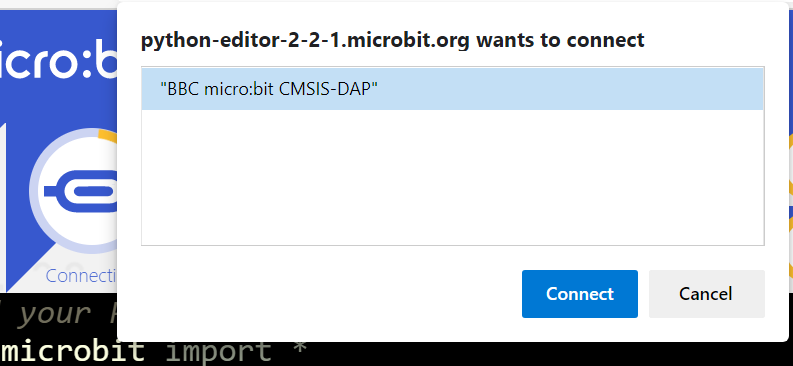 icro:b
python-editor-2-2-1.microbit.org wants to connect
"BBC micro:bit CMSIS-DAP"
Connecti
Connect
Cancel
your
microbit import *